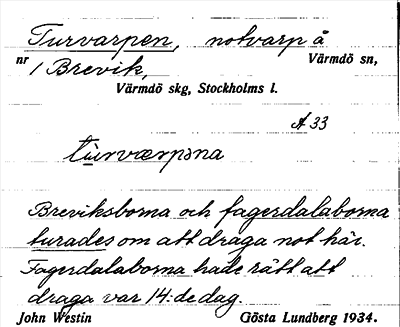 Turvarpen, notvarp å
nr 1 Brevik, Värmdö sn,
Värmdö skg, Stockholms l.
A 33
tùrværpəna
Breviksborna och fagerdalaborna
turades om att draga not här.
Fagerdalaborna hade rätt att
draga var 14:de dag.
John Westin Gösta Lundberg 1934.